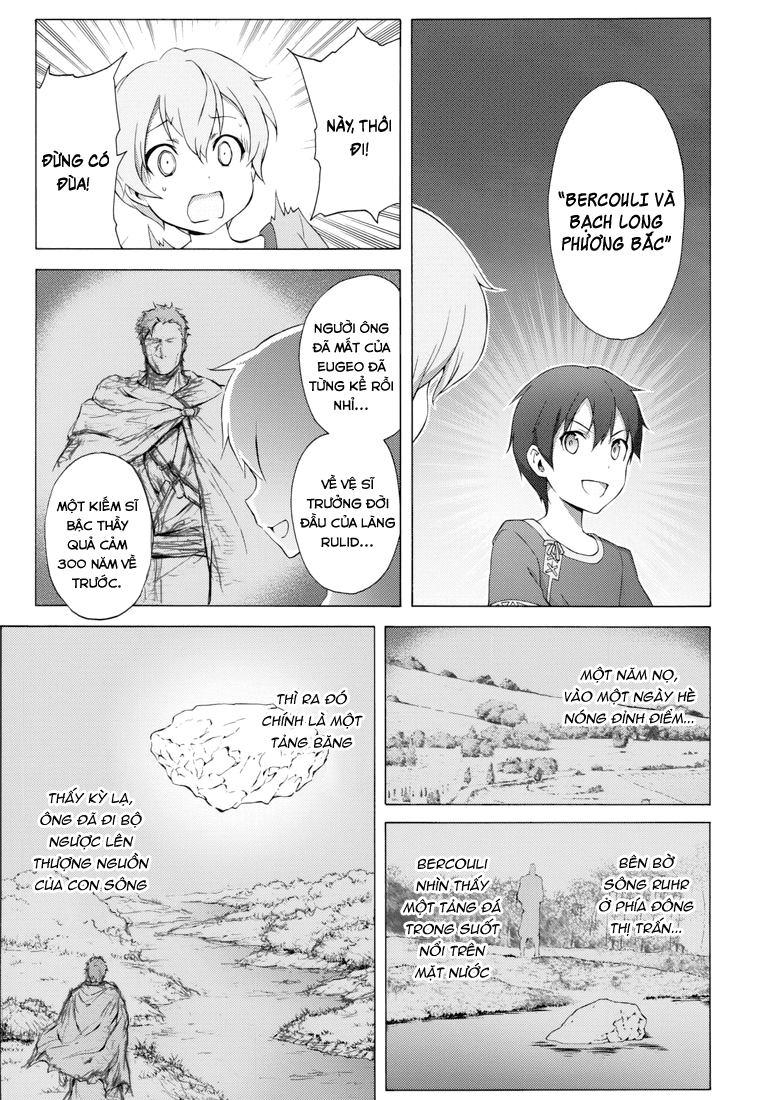 “BERCOULI VÀ
BẠCH LONG
PHƯƠNG BẮC”
NÀY, THÔI
ĐI!
ĐỪNG CÓ
ĐÙA!
NGƯỜI ÔNG
ĐÃ MẤT CỦA
EUGEO ĐÃ
TỪNG KỂ RỒI
NHỈ...
VỀ VỆ SĨ
TRƯỞNG ĐỜI
ĐẦU CỦA LÀNG
RULID...
MỘT KIẾM SĨ
BẬC THẦY
QUẢ CẢM
300 NĂM VỀ
TRƯỚC.
MỘT NĂM NỌ,
VÀO MỘT NGÀY HÈ
NÓNG ĐỈNH ĐIỂM...
BÊN BỜ
SÔNG RUHR
Ở PHÍA ĐÔNG
THỊ TRẤN...
BERCOULI
NHÌN THẤY
MỘT TẢNG ĐÁ
TRONG SUỐT
NỔI TRÊN
MẶT NƯỚC
THÌ RA ĐÓ
CHÍNH LÀ MỘT
TẢNG BĂNG
THẤY KỲ LẠ,
ÔNG ĐÃ ĐI BỘ
NGƯỢC LÊN
THƯỢNG NGUỒN
CỦA CON SÔNG